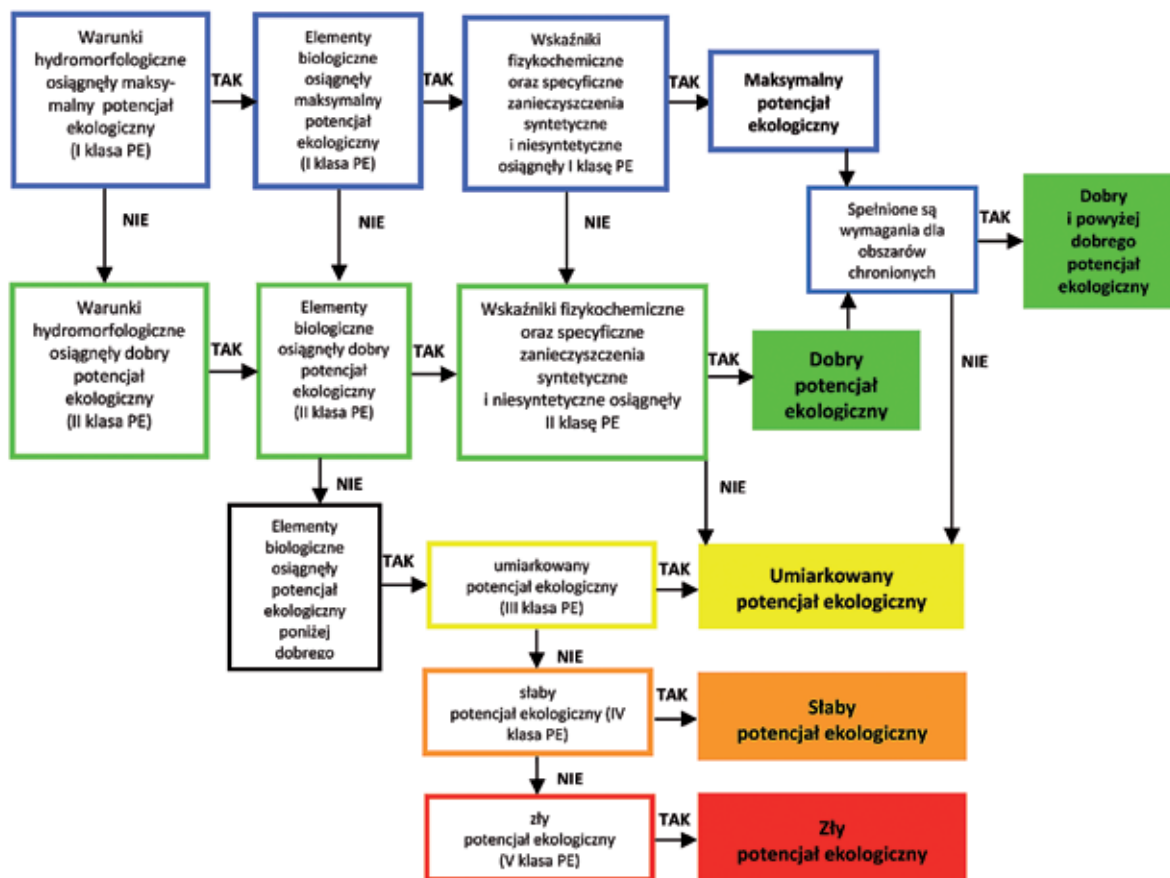 Warunki
hydromorfologiczne
osiągnęły maksy-
malny potencjał
ekologiczny
(I klasa PE)
TAK
Elementy
biologiczne
osiągnęły
maksymalny
potencjał
ekologiczny
(I klasa PE)
TAK
Wskaźniki
fizykochemiczne
oraz specyficzne
zanieczyszczenia
syntetyczne
i niesyntetyczne
osiągnęły I klasę PE
TAK
Maksymalny
potencjał
ekologiczny
NIE
NIE
NIE
Spełnione są
wymagania dla
obszarów
chronionych
TAK
Dobry
i powyżej
dobrego
potencjał
ekologiczny
Warunki
hydromorfologiczne
osiągnęły dobry
potencjał
ekologiczny
(II klasa PE)
TAK
Elementy
biologiczne
osiągnęły dobry
potencjał
ekologiczny
(II klasa PE)
TAK
Wskaźniki fizykochemiczne
oraz specyficzne
zanieczyszczenia
syntetyczne
i niesyntetyczne osiągnęły
II klasę PE
TAK
Dobry
potencjał
ekologiczny
NIE
NIE
NIE
Elementy
biologiczne
osiągnęły
potencjał
ekologiczny
poniżej
dobrego
TAK
umiarkowany
potencjał ekologiczny
(III klasa PE)
TAK
Umiarkowany
potencjał ekologiczny
NIE
słaby
potencjał ekologiczny (IV
klasa PE)
TAK
Słaby
potencjał ekologiczny
NIE
zły
potencjał ekologiczny
(V klasa PE)
TAK
Zły
potencjał ekologiczny